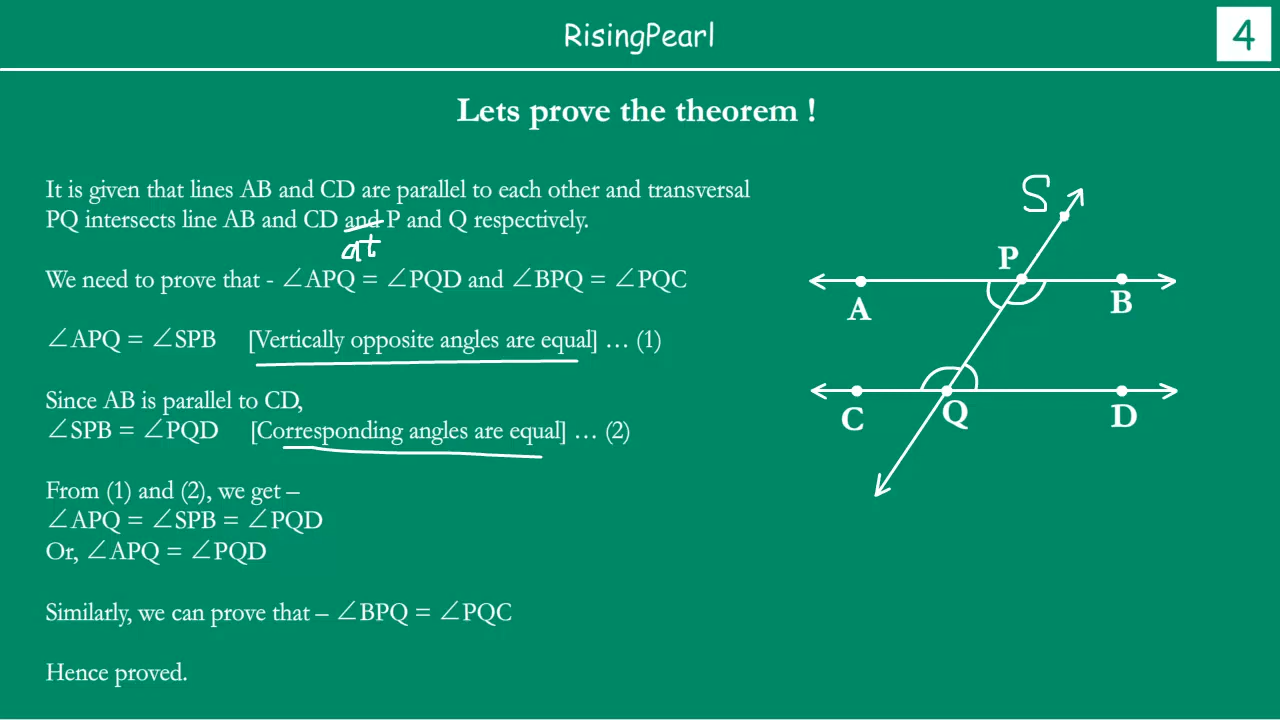 RisingPearl
4
Lets prove the theorem !
It is given that lines AB and CD are parallel to each other and transversal
PQ intersects line AB and CD and P and Q respectively.
at
We need to prove that - ∠APQ = ∠PQD and ∠BPQ = ∠PQC
∠APQ = ∠SPB [Vertically opposite angles are equal] … (1)
Since AB is parallel to CD,
∠SPB = ∠PQD [Corresponding angles are equal] … (2)
From (1) and (2), we get –
∠APQ = ∠SPB = ∠PQD
Or, ∠APQ = ∠PQD
Similarly, we can prove that – ∠BPQ = ∠PQC
Hence proved.
S
P
A B
C Q D